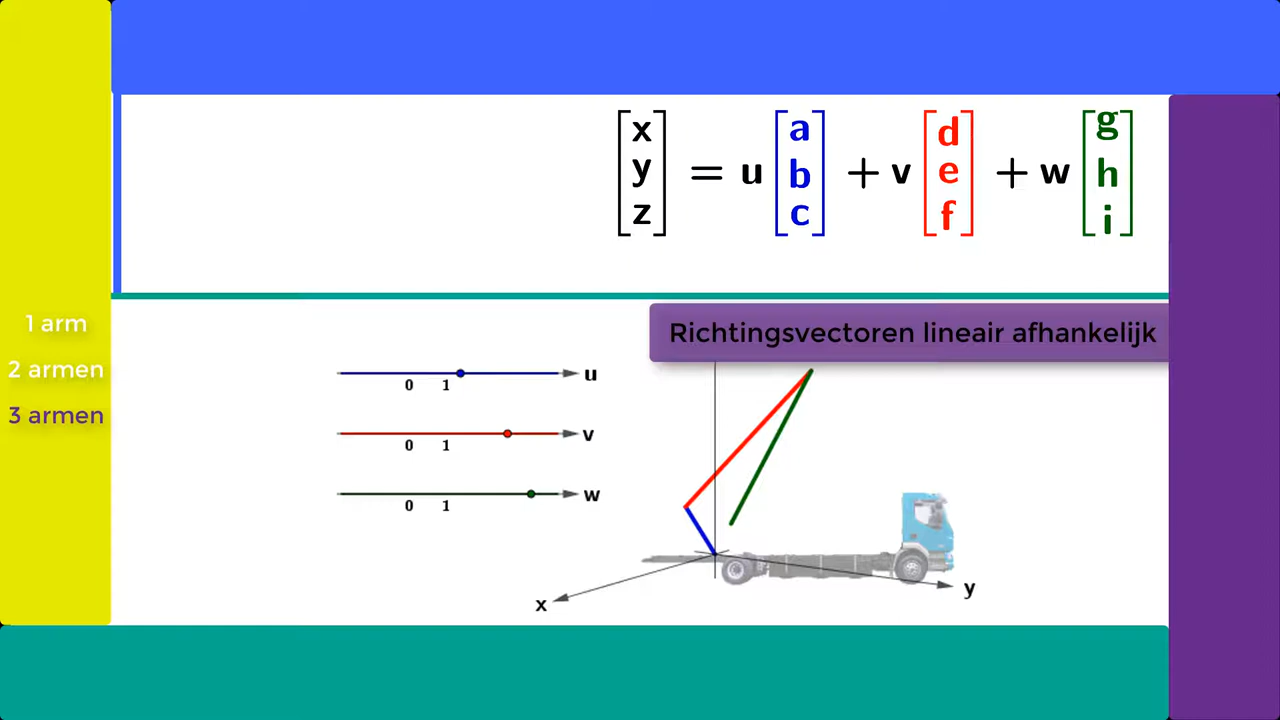 [x y z] = u [a b c] + v [d e f] + w [g h i]
1 arm
2 armen
3 armen
Richtingsvectoren lineair afhankelijk
0 1 u
0 1 v
0 1 w
x
y